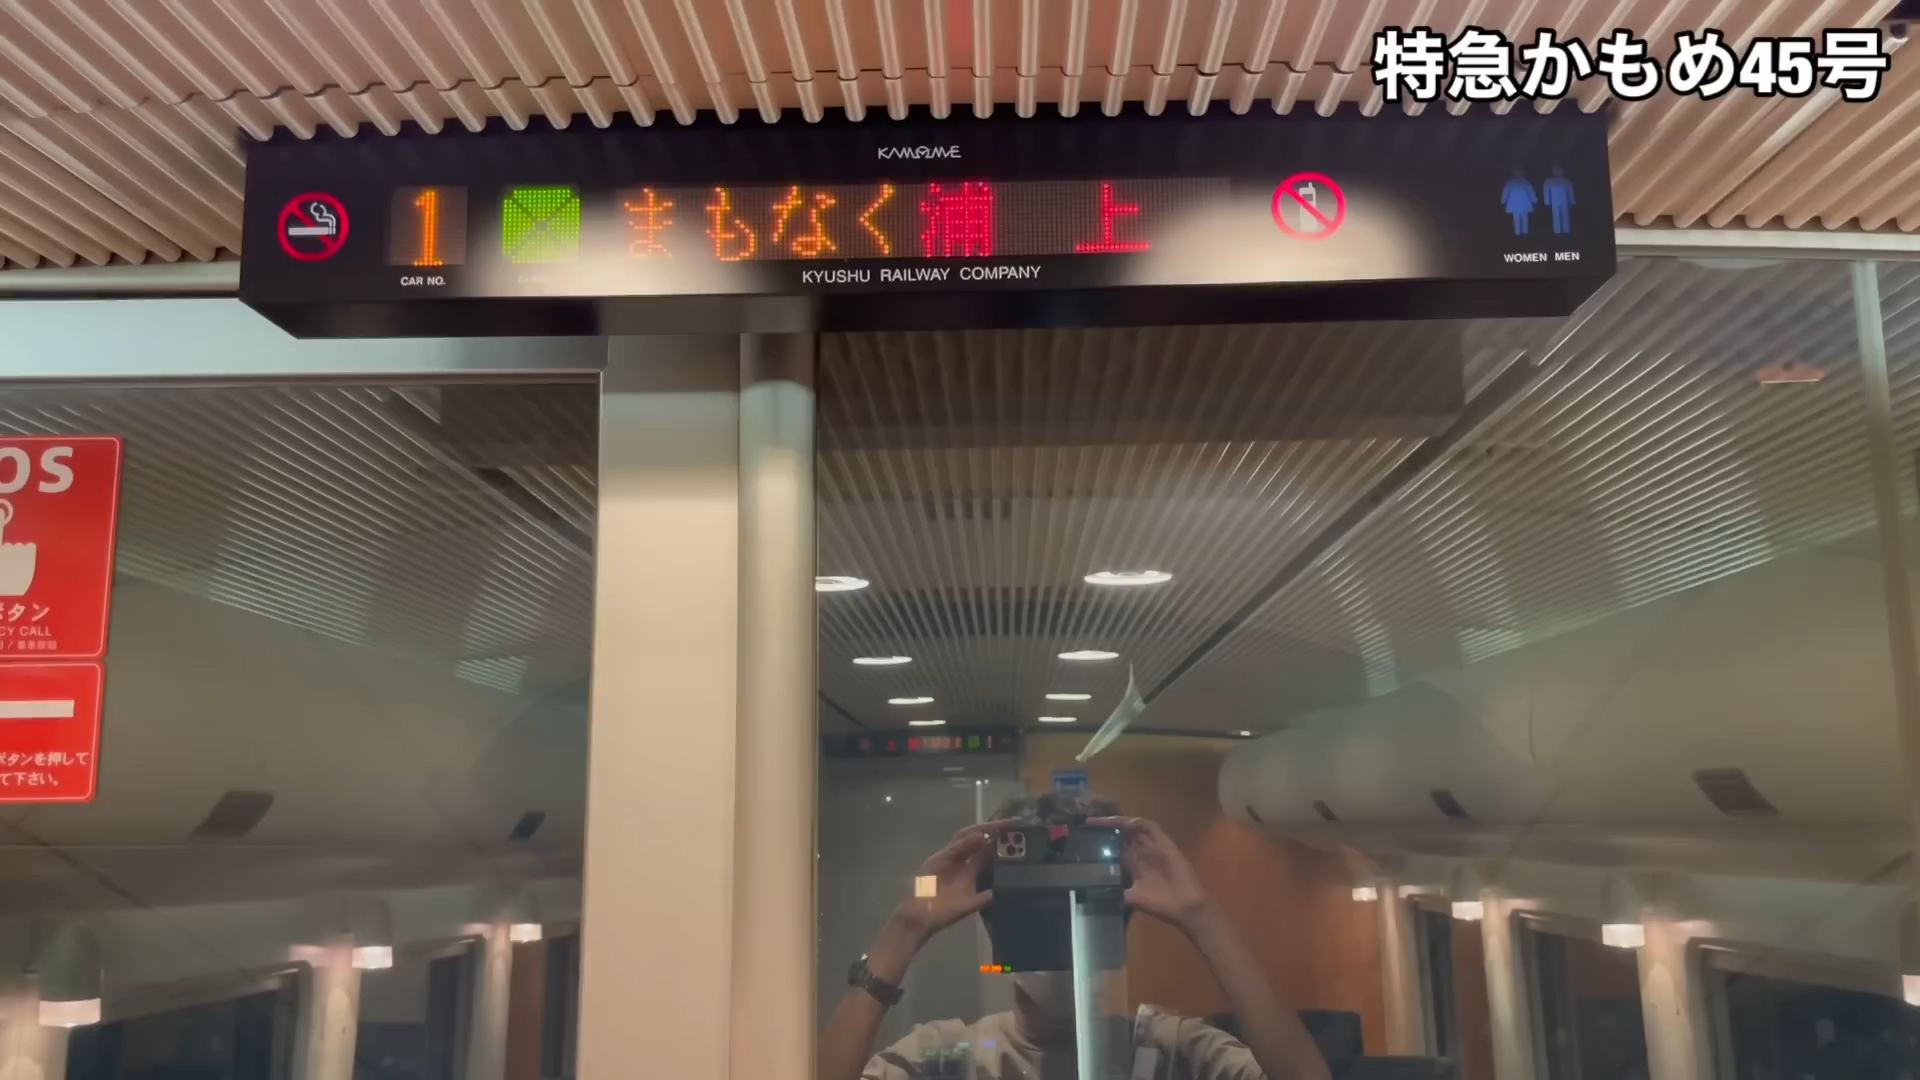 特急かもめ45号
KAMOME
1
まもなく浦 上
CAR NO.
KYUSHU RAILWAY COMPANY
WOMEN MEN
OS
ボタン
CY CALL
ボタンを押して
て下さい。